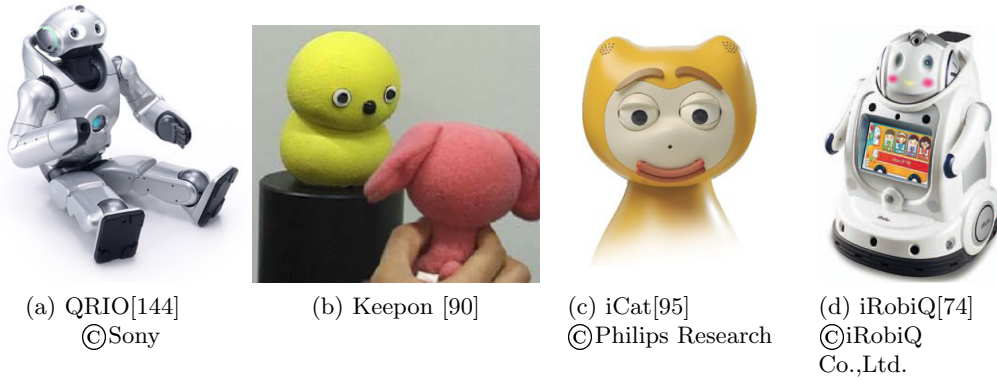 (a) QRIO[144]
©Sony
(b) Keepon [90]
(c) iCat[95]
©Philips Research
(d) iRobiQ[74]
©iRobiQ
Co.,Ltd.